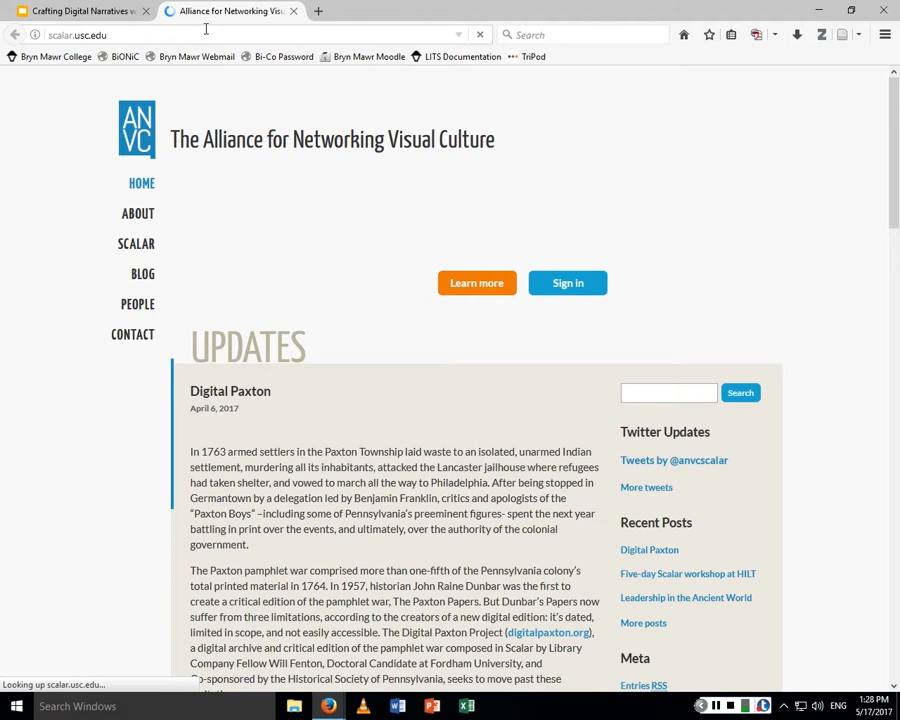 Crafting Digital Narratives w
Alliance for Networking Visu
scalar.usc.edu
Search
Bryn Mawr College
BiONiC
Bryn Mawr Webmail
Bi-Co Password
Bryn Mawr Moodle
LITS Documentation
TriPod
AN
VC
The Alliance for Networking Visual Culture
HOME
ABOUT
SCALAR
BLOG
PEOPLE
CONTACT
Learn more
Sign in
UPDATES
Digital Paxton
April 6, 2017
In 1763 armed settlers in the Paxton Township laid waste to an isolated, unarmed Indian
settlement, murdering all its inhabitants, attacked the Lancaster jailhouse where refugees
had taken shelter, and vowed to march all the way to Philadelphia. After being stopped in
Germantown by a delegation led by Benjamin Franklin, critics and apologists of the
“Paxton Boys” –including some of Pennsylvania’s preeminent figures- spent the next year
battling in print over the events, and ultimately, over the authority of the colonial
government.
The Paxton pamphlet war comprised more than one-fifth of the Pennsylvania colony’s
total printed material in 1764. In 1957, historian John Raine Dunbar was the first to
create a critical edition of the pamphlet war, The Paxton Papers. But Dunbar’s Papers now
suffer from three limitations, according to the creators of a new digital edition: it’s dated,
limited in scope, and not easily accessible. The Digital Paxton Project (digitalpaxton.org),
a digital archive and critical edition of the pamphlet war composed in Scalar by Library
Company Fellow Will Fenton, Doctoral Candidate at Fordham University, and
Co-sponsored by the Historical Society of Pennsylvania, seeks to move past these
Search
Twitter Updates
Tweets by @anvcscalar
More tweets
Recent Posts
Digital Paxton
Five-day Scalar workshop at HILT
Leadership in the Ancient World
More posts
Meta
Entries RSS
Looking up scalar.usc.edu...
Search Windows
ENG
1:28 PM
5/17/2017